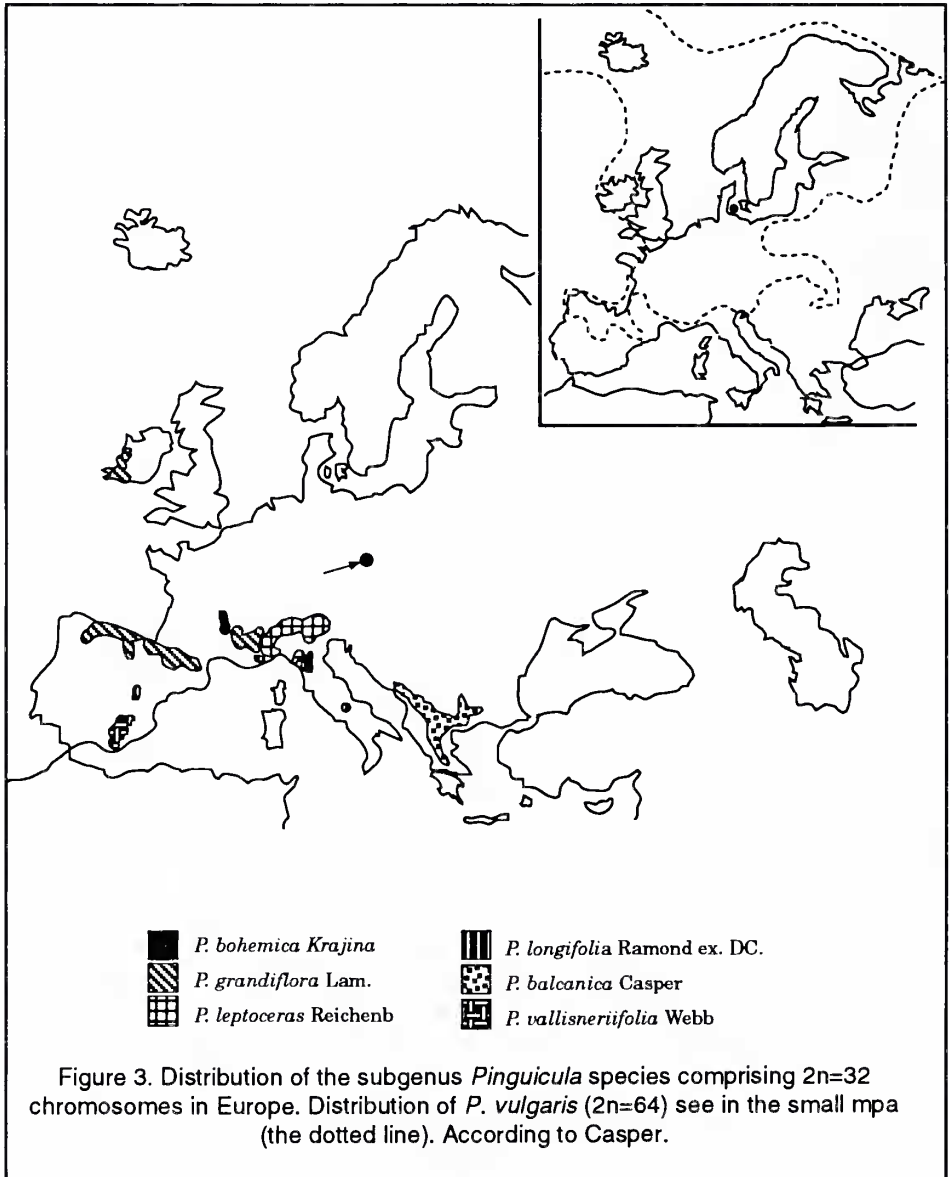 P. bohemica Krajina
P. grandiflora Lam.
P. leptoceras Reichenb
P. longifolia Ramond ex. DC.
P. balcanica Casper
P. vallisneriifolia Webb
Figure 3. Distribution of the subgenus Pinguicula species comprising 2n=32
chromosomes in Europe. Distribution of P. vulgaris (2n=64) see in the small mpa
(the dotted line). According to Casper.